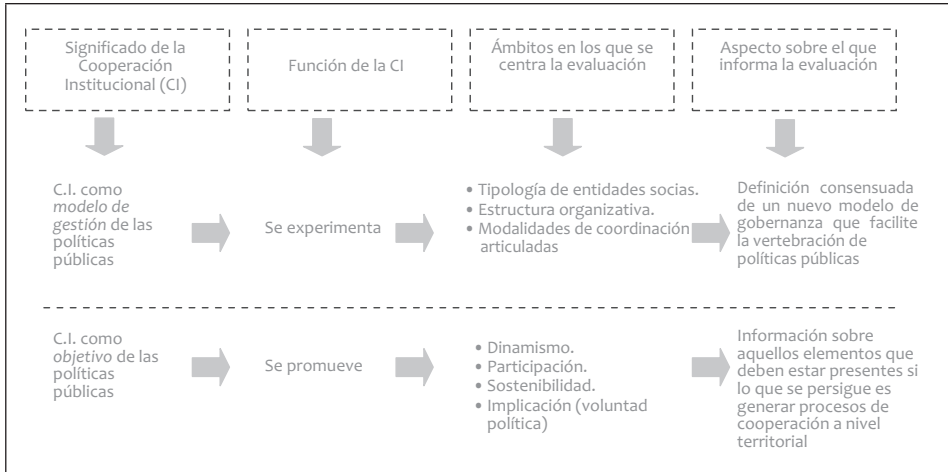 Significado de la
Cooperación
Institucional (CI)
Función de la CI
Ámbitos en los que se
centra la evaluación
Aspecto sobre el que
informa la evaluación
C.I. como
modelo de
gestión de las
políticas
públicas
Se experimenta
• Tipología de entidades socias.
• Estructura organizativa.
• Modalidades de coordinación
articuladas
Definición consensuada
de un nuevo modelo de
gobernanza que facilite
la vertebración de
políticas públicas
C.I. como
objetivo de las
políticas
públicas
Se promueve
• Dinamismo.
• Participación.
• Sostenibilidad.
• Implicación (voluntad
política)
Información sobre
aquellos elementos que
deben estar presentes si
lo que se persigue es
generar procesos de
cooperación a nivel
territorial